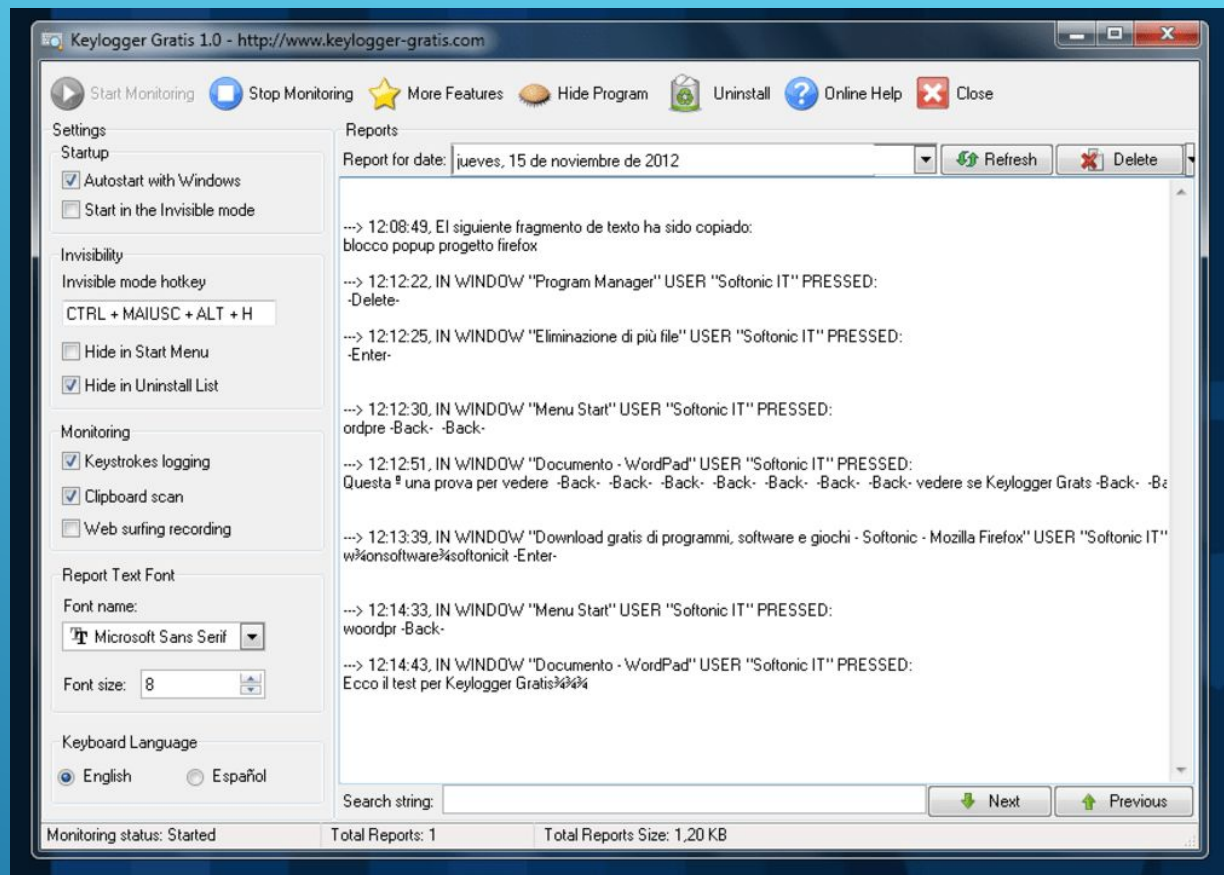 Keylogger Gratis 1.0 - http://www.keylogger-gratis.com
Start Monitoring Stop Monitoring More Features Hide Program Uninstall Online Help Close
Settings
Startup
Autostart with Windows
Start in the Invisible mode
Invisibility
Invisible mode hotkey
CTRL + MAIUSC + ALT + H
Hide in Start Menu
Hide in Uninstall List
Monitoring
Keystrokes logging
Clipboard scan
Web surfing recording
Report Text Font
Font name:
Microsoft Sans Serif
Font size: 8
Keyboard Language
English Español
Reports
Report for date: jueves, 15 de noviembre de 2012 Refresh Delete
---> 12:08:49, El siguiente fragmento de texto ha sido copiado:
blocco popup progetto firefox
---> 12:12:22, IN WINDOW "Program Manager" USER "Softonic IT" PRESSED:
-Delete-
---> 12:12:25, IN WINDOW "Eliminazione di più file" USER "Softonic IT" PRESSED:
-Enter-
---> 12:12:30, IN WINDOW "Menu Start" USER "Softonic IT" PRESSED:
ordpre -Back- -Back-
---> 12:12:51, IN WINDOW "Documento - WordPad" USER "Softonic IT" PRESSED:
Questa ª una prova per vedere -Back- -Back- -Back- -Back- -Back- -Back- -Back- vedere se Keylogger Grats -Back- -Ba
---> 12:13:39, IN WINDOW "Download gratis di programmi, software e giochi - Softonic - Mozilla Firefox" USER "Softonic IT"
w¾onsoftware¾softonicit -Enter-
---> 12:14:33, IN WINDOW "Menu Start" USER "Softonic IT" PRESSED:
woordpr -Back-
---> 12:14:43, IN WINDOW "Documento - WordPad" USER "Softonic IT" PRESSED:
Ecco il test per Keylogger Gratis¾¾¾
Search string: Next Previous
Monitoring status: Started Total Reports: 1 Total Reports Size: 1,20 KB